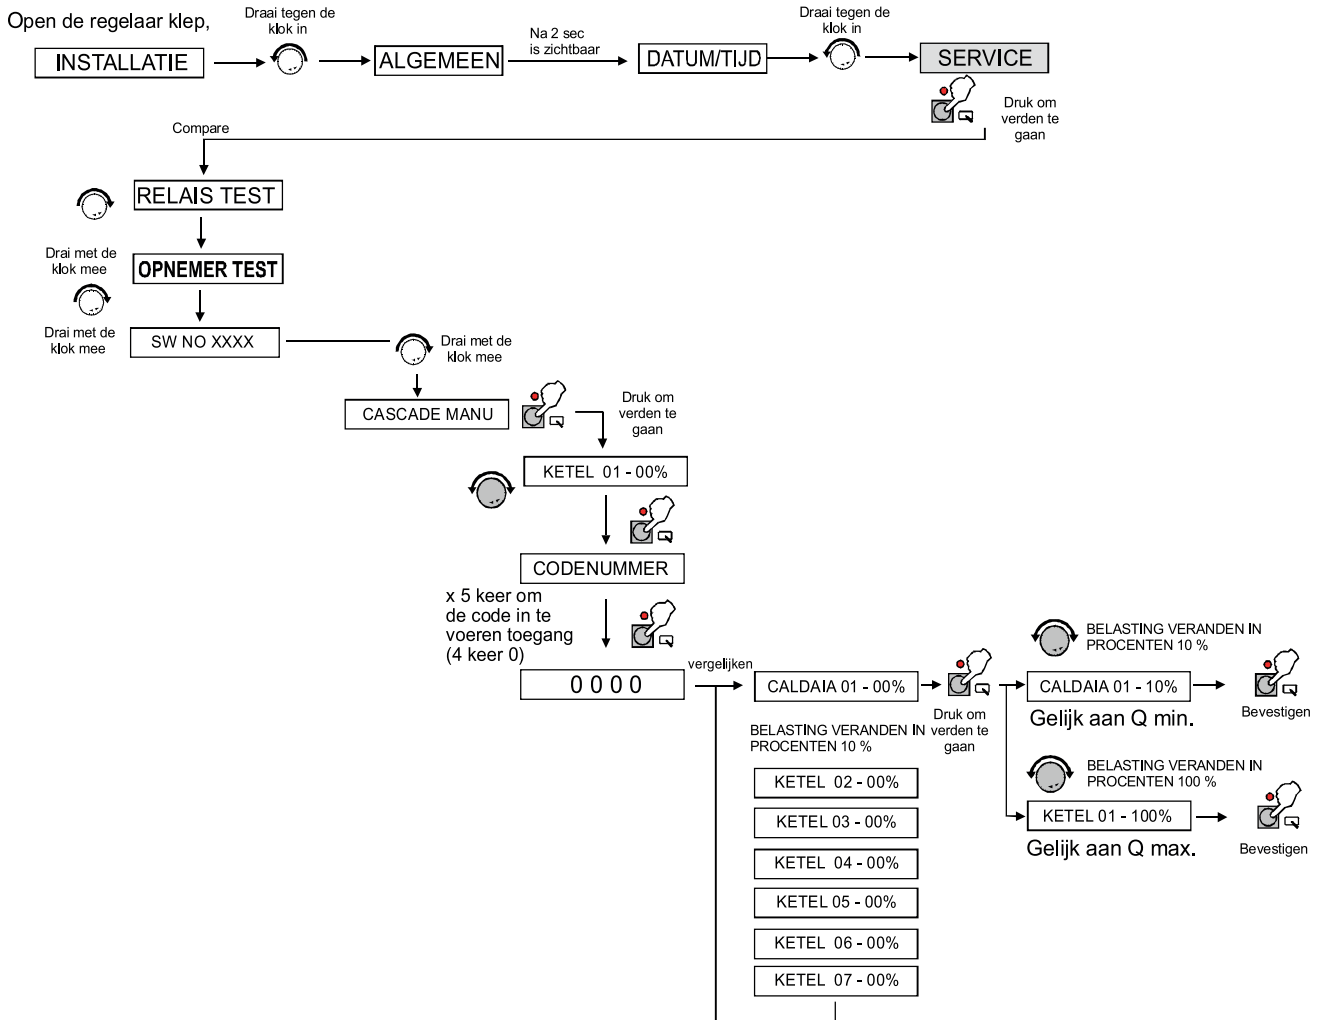 Open de regelaar klep,
Draai tegen de
klok in
Na 2 sec
is zichtbaar
Draai tegen de
klok in
INSTALLATIE
ALGEMEEN
DATUM/TIJD
SERVICE
Druk om
verden te
gaan
Compare
RELAIS TEST
Drai met de
klok mee
OPNEMER TEST
Drai met de
klok mee
SW NO XXXX
Drai met de
klok mee
CASCADE MANU
Druk om
verden te
gaan
KETEL 01 - 00%
CODENUMMER
x 5 keer om
de code in te
voeren toegang
(4 keer 0)
0 0 0 0
vergelijken
CALDAIA 01 - 00%
Druk om
verden te
gaan
BELASTING VERANDEN IN
PROCENTEN 10 %
CALDAIA 01 - 10%
Gelijk aan Q min.
Bevestigen
BELASTING VERANDEN IN
PROCENTEN 100 %
KETEL 01 - 100%
Gelijk aan Q max.
Bevestigen
BELASTING VERANDEN IN
PROCENTEN 10 %
KETEL 02 - 00%
KETEL 03 - 00%
KETEL 04 - 00%
KETEL 05 - 00%
KETEL 06 - 00%
KETEL 07 - 00%